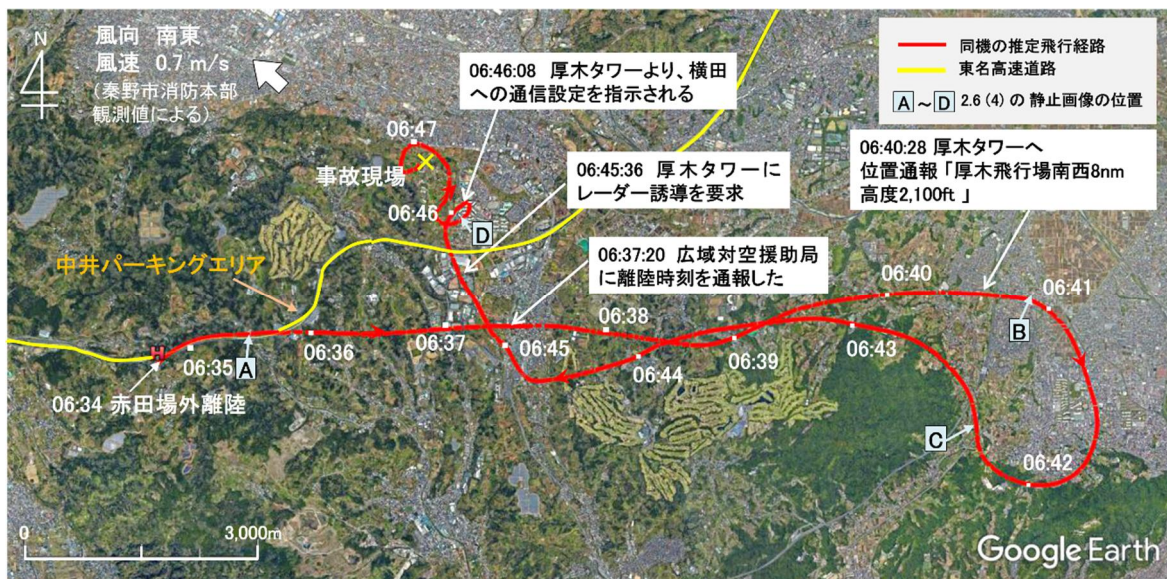 N
風向 南東
風速 0.7 m/s
(秦野市消防本部
観測値による)
同機の推定飛行経路
東名高速道路
A ～ D 2.6 (4) の 静止画像の位置
06:46:08 厚木タワーより、横田
への通信設定を指示される
06:40:28 厚木タワーへ
位置通報 「厚木飛行場南西8nm
高度2,100ft 」
06:47
事故現場
06:45:36 厚木タワーに
レーダー誘導を要求
06:46
D
06:37:20 広域対空援助局
に離陸時刻を通報した
中井パーキングエリア
06:40
06:41
B
06:38
06:37
06:36
06:45
06:39
06:43
H
06:35
A
06:44
06:34 赤田場外離陸
C
06:42
0
3,000m
Google Earth